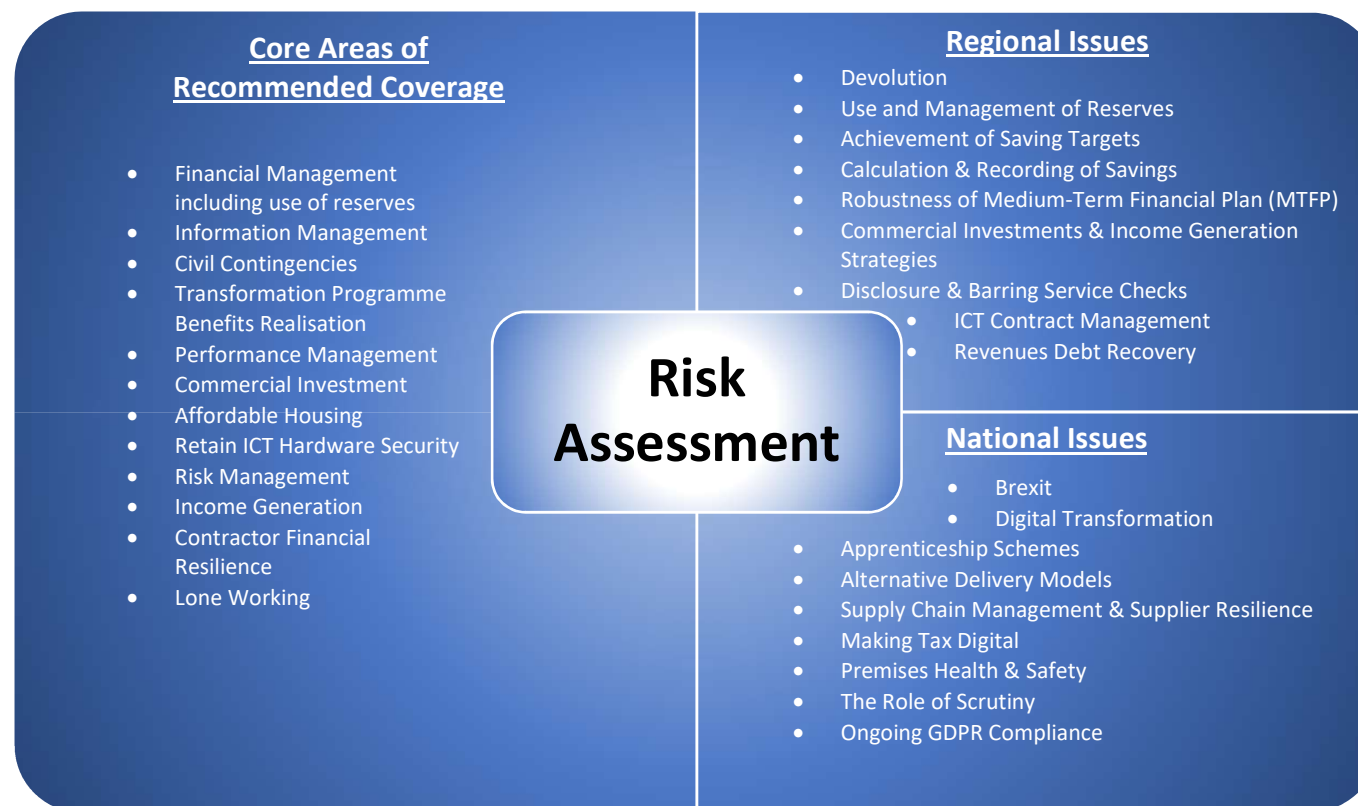 Core Areas of
Recommended Coverage
• Financial Management
including use of reserves
• Information Management
• Civil Contingencies
• Transformation Programme
Benefits Realisation
• Performance Management
• Commercial Investment
• Affordable Housing
• Retain ICT Hardware Security
• Risk Management
• Income Generation
• Contractor Financial
Resilience
• Lone Working
Risk
Assessment
Regional Issues
• Devolution
• Use and Management of Reserves
• Achievement of Saving Targets
• Calculation & Recording of Savings
• Robustness of Medium-Term Financial Plan (MTFP)
• Commercial Investments & Income Generation
Strategies
• Disclosure & Barring Service Checks
• ICT Contract Management
• Revenues Debt Recovery
National Issues
• Brexit
• Digital Transformation
• Apprenticeship Schemes
• Alternative Delivery Models
• Supply Chain Management & Supplier Resilience
• Making Tax Digital
• Premises Health & Safety
• The Role of Scrutiny
• Ongoing GDPR Compliance